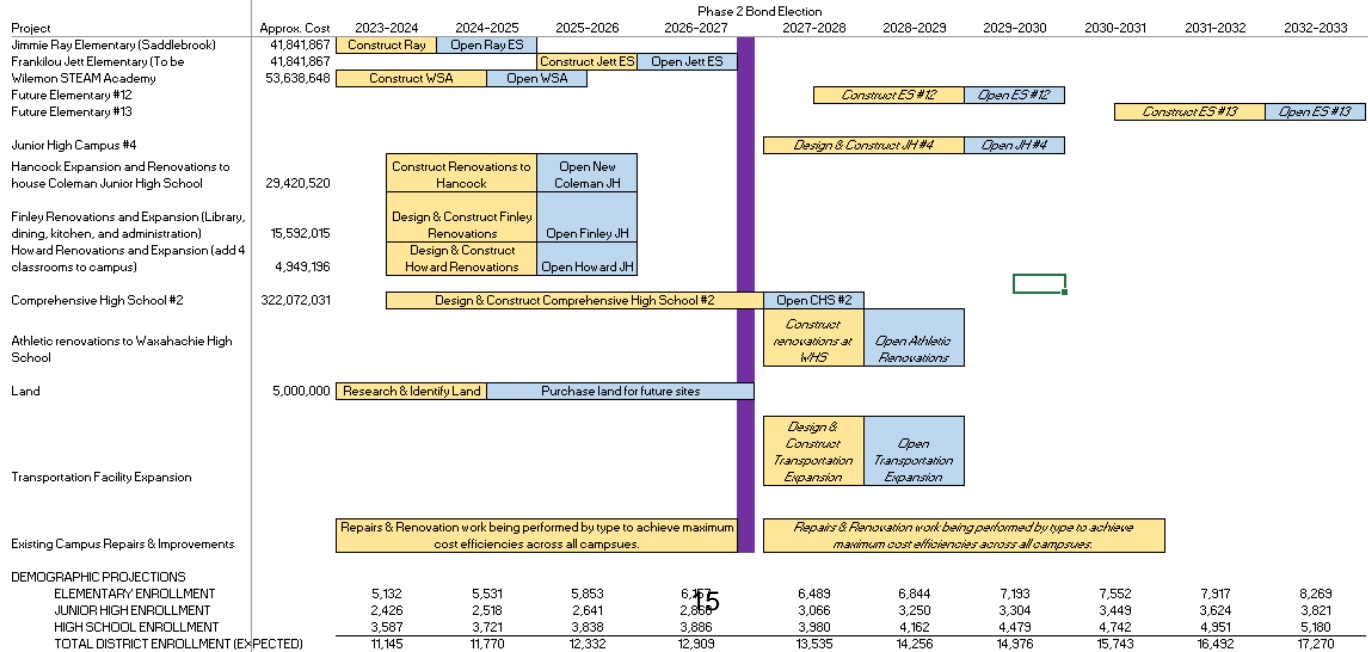 Phase 2 Bond Election
Project Approx. Cost 2023-2024 2024-2025 2025-2026 2026-2027 2027-2028 2028-2029 2029-2030 2030-2031 2031-2032 2032-2033
Jimmie Ray Elementary (Saddlebrook) 41,841,867 Construct Ray Open Ray ES
Frankilou Jett Elementary (To be 41,841,867 Construct Jett ES Open Jett ES
Wilemon STEAM Academy 53,638,648 Construct WSA Open WSA
Future Elementary #12 Construct ES #12 Open ES #12
Future Elementary #13 Construct ES #13 Open ES #13
Junior High Campus #4 Design & Construct JH #4 Open JH #4
Hancock Expansion and Renovations to Construct Renovations to Open New
house Coleman Junior High School 29,420,520 Hancock Coleman JH
Finley Renovations and Expansion (Library, Design & Construct Finley
dining, kitchen, and administration) 15,592,015 Renovations Open Finley JH
Howard Renovations and Expansion (add 4 Design & Construct
classrooms to campus) 4,949,196 Howard Renovations Open Howard JH
Comprehensive High School #2 322,072,031 Design & Construct Comprehensive High School #2 Open CHS #2
Construct
Athletic renovations to Waxahachie High renovations at Open Athletic
School WHS Renovations
Land 5,000,000 Research & Identify Land Purchase land for future sites
Design &
Construct Open
Transportation Transportation
Transportation Facility Expansion Expansion Expansion
Repairs & Renovation work being performed by type to achieve maximum Repairs & Renovation work being performed by type to achieve
Existing Campus Repairs & Improvements cost efficiencies across all campsues. maximum cost efficiencies across all campsues.
DEMOGRAPHIC PROJECTIONS
ELEMENTARY ENROLLMENT 5,132 5,531 5,853 6,489 6,844 7,193 7,552 7,917 8,269
15
JUNIOR HIGH ENROLLMENT 2,426 2,518 2,641 3,066 3,250 3,304 3,449 3,624 3,821
HIGH SCHOOL ENROLLMENT 3,587 3,721 3,838 3,886 3,980 4,162 4,479 4,742 4,951 5,180
TOTAL DISTRICT ENROLLMENT (EXPECTED) 11,145 11,770 12,332 12,909 13,535 14,256 14,976 15,743 16,492 17,270